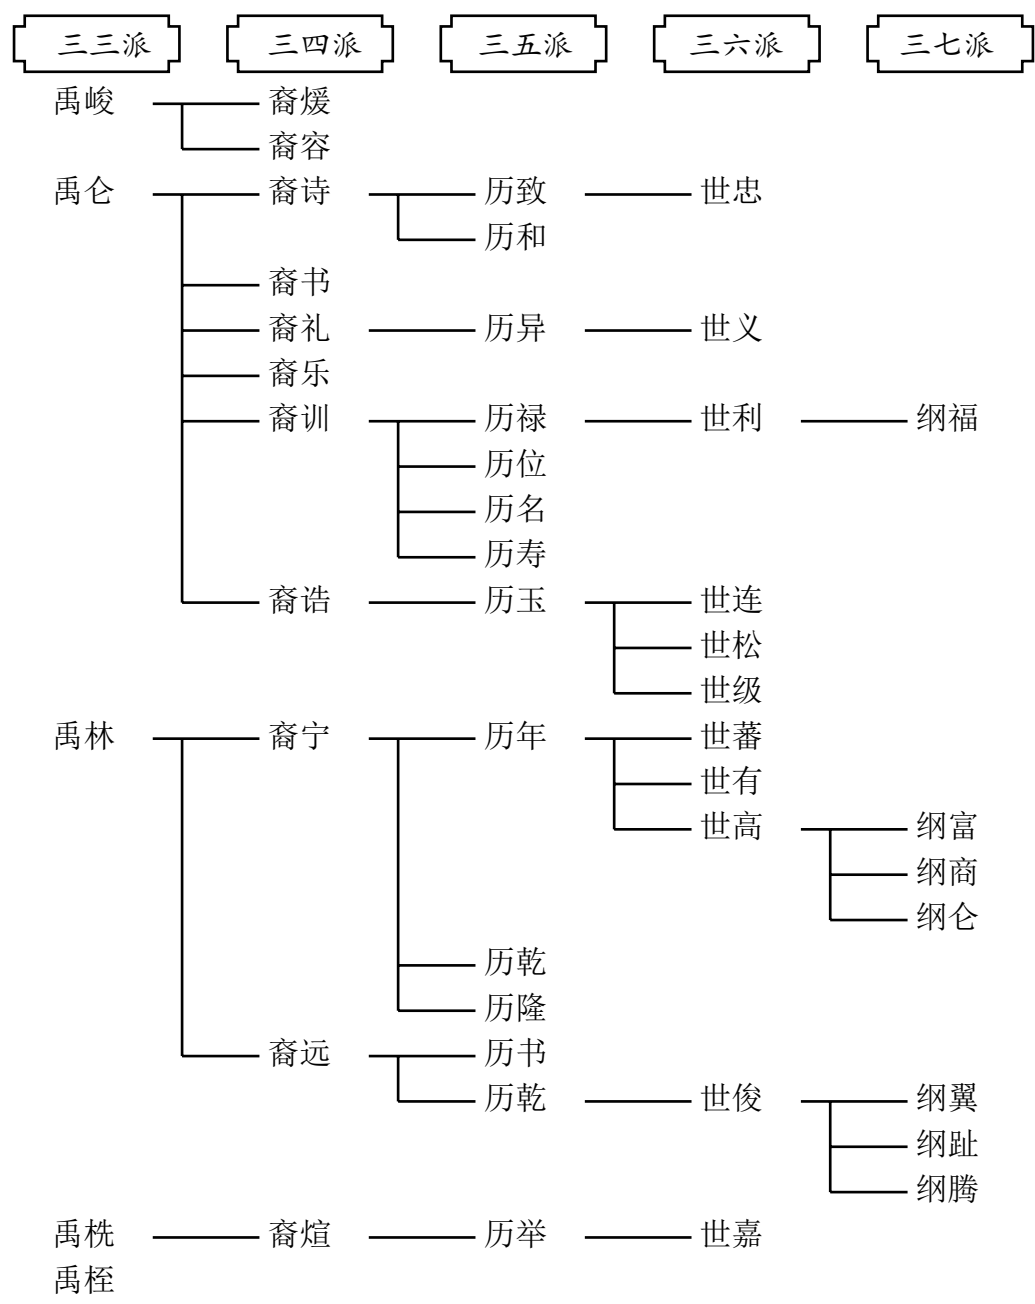 三三派 三四派 三五派 三六派 三七派
禹峻 裔煖
裔容
禹仑 裔诗 历致 世忠
历和
裔书
裔礼 历异 世义
裔乐
裔训 历禄 世利 纲福
历位
历名
历寿
裔诰 历玉 世连
世松
世级
禹林 裔宁 历年 世蕃
世有
世高 纲富
纲商
纲仑
历乾
历隆
裔远 历书
历乾 世俊 纲翼
纲趾
纲腾
禹桄 裔煊 历举 世嘉
禹桎